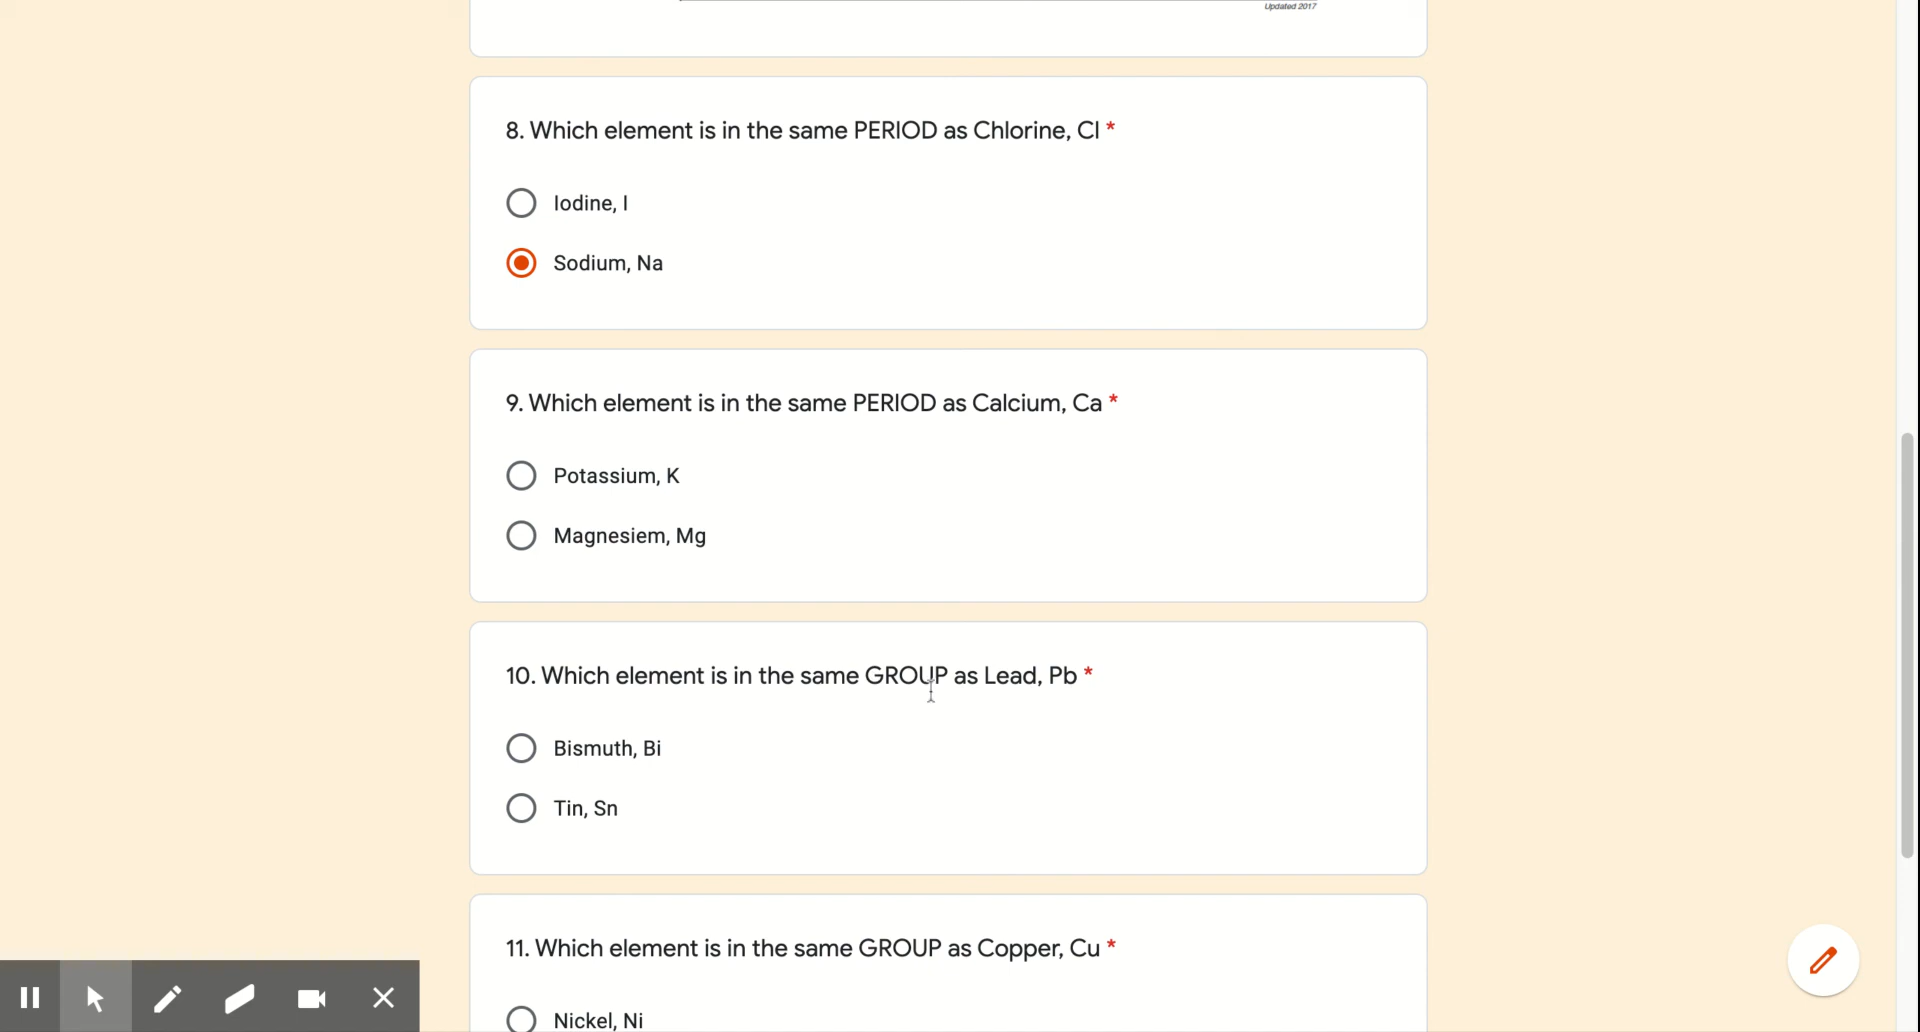 Updated 2017
8. Which element is in the same PERIOD as Chlorine, Cl *
Iodine, I
Sodium, Na
9. Which element is in the same PERIOD as Calcium, Ca *
Potassium, K
Magnesiem, Mg
10. Which element is in the same GROUP as Lead, Pb *
Bismuth, Bi
Tin, Sn
11. Which element is in the same GROUP as Copper, Cu *
Nickel, Ni